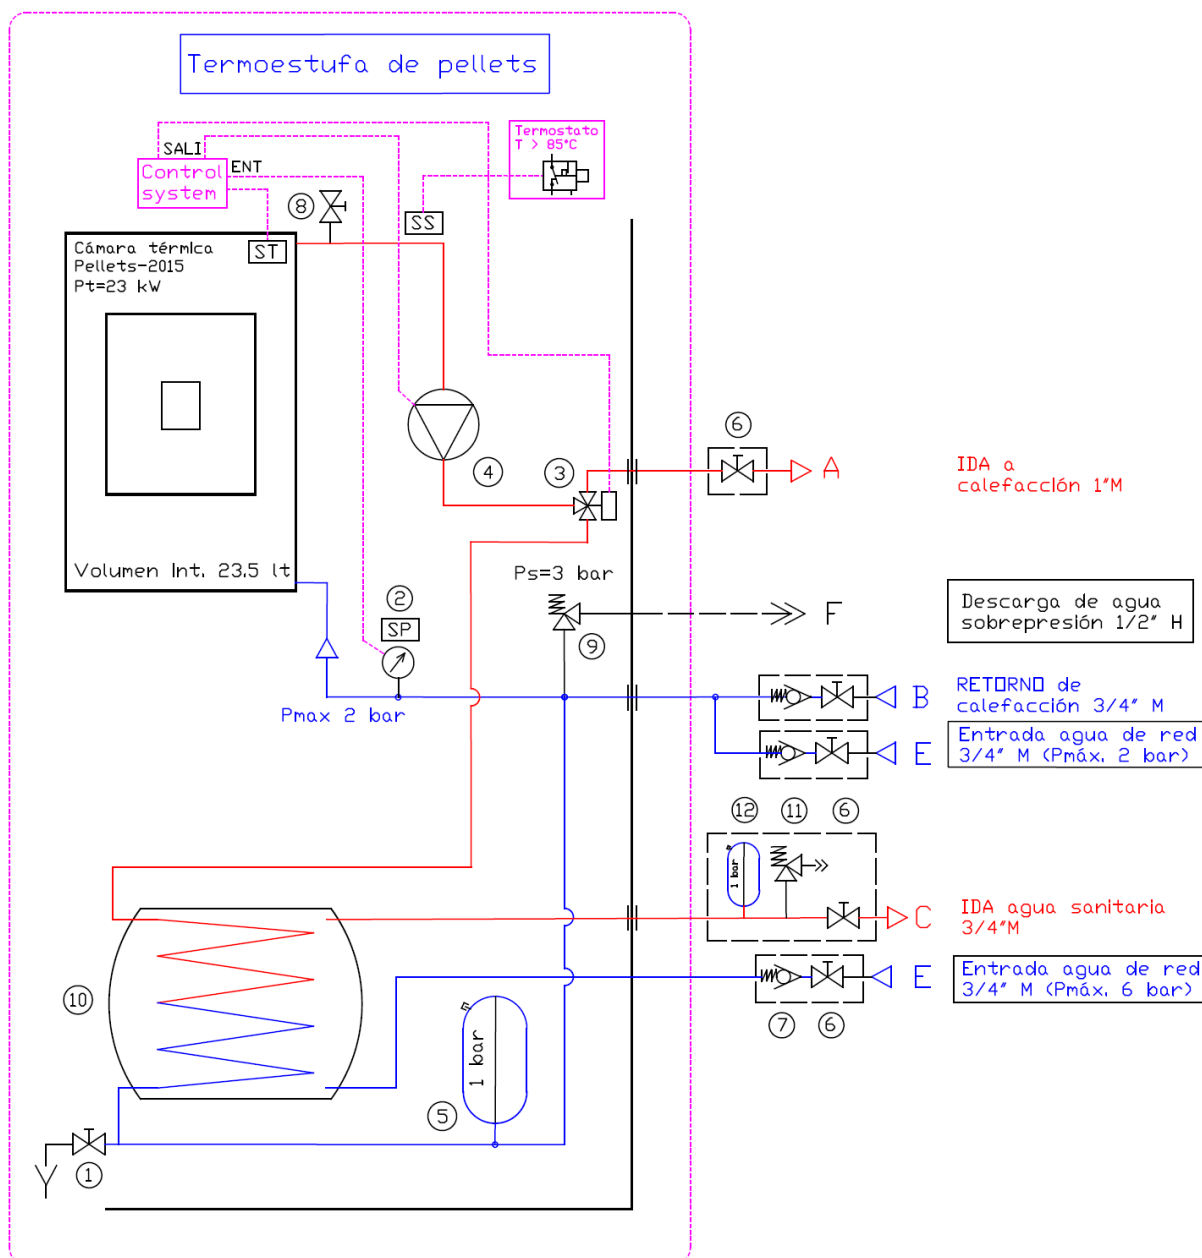 Termoestufa de pellets
SALI
Control
system
ENT
Termostato
T > 85°C
8
SS
Cámara térmica
Pellets-2015
Pt=23 kW
ST
6
4
3
A
IDA a
calefacción 1"M
Volumen Int. 23.5 lt
Ps=3 bar
2
SP
9
F
Descarga de agua
sobrepresión 1/2" H
Pmax 2 bar
B
RETORNO de
calefacción 3/4" M
E
Entrada agua de red
3/4" M (Pmáx. 2 bar)
12
11
6
1 bar
C
IDA agua sanitaria
3/4"M
E
Entrada agua de red
3/4" M (Pmáx. 6 bar)
10
7
6
1 bar
5
1